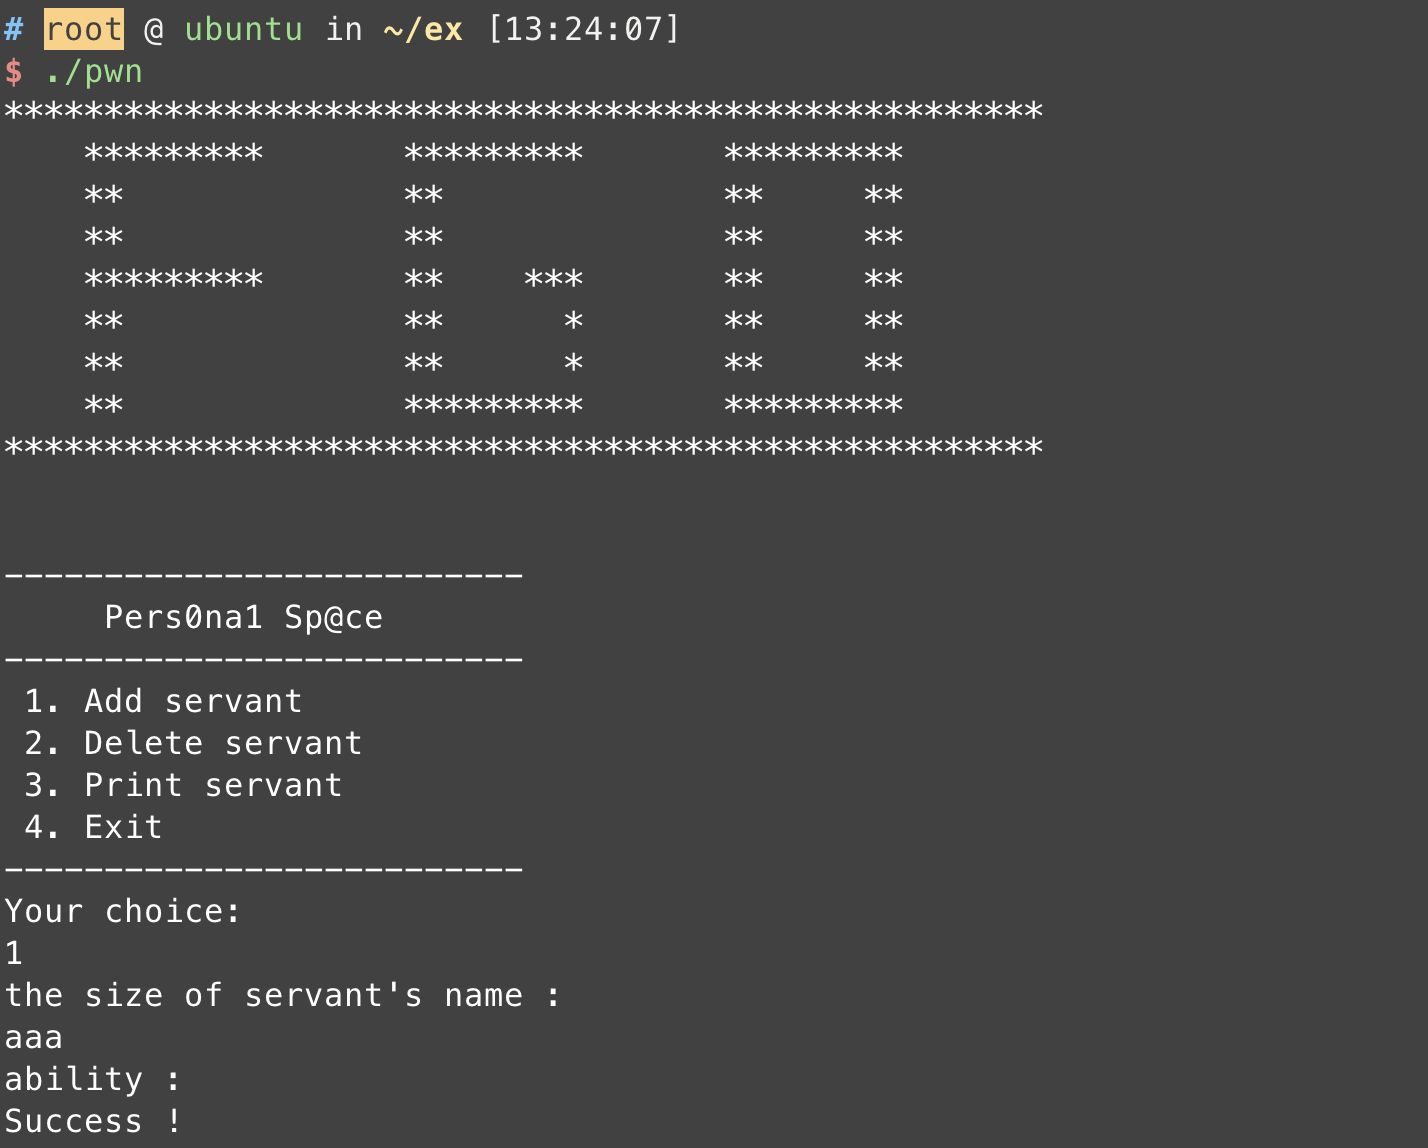 # root @ ubuntu in ~/ex [13:24:07]
$ ./pwn
****************************************************
    *********       *********       *********
    **              **              **     **
    **              **              **     **
    *********       **    ***       **     **
    **              **      *       **     **
    **              **      *       **     **
    **              *********       *********
****************************************************
--------------------------
     Pers0na1 Sp@ce
--------------------------
 1. Add servant
 2. Delete servant
 3. Print servant
 4. Exit
--------------------------
Your choice:
1
the size of servant's name :
aaa
ability :
Success !